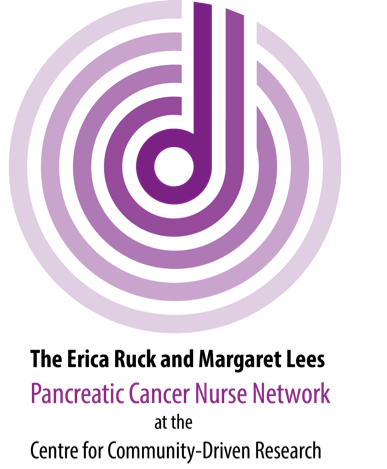 The Erica Ruck and Margaret Lees
Pancreatic Cancer Nurse Network
at the
Centre for Community-Driven Research